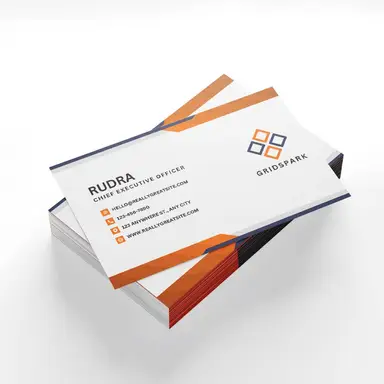 RUDRA
CHIEF EXECUTIVE OFFICER
HELLO@REALLYGREATSITE.COM
123-456-7890
123 ANYWHERE ST., ANY CITY
WWW.REALLYGREATSITE.COM
GRIDSPARK